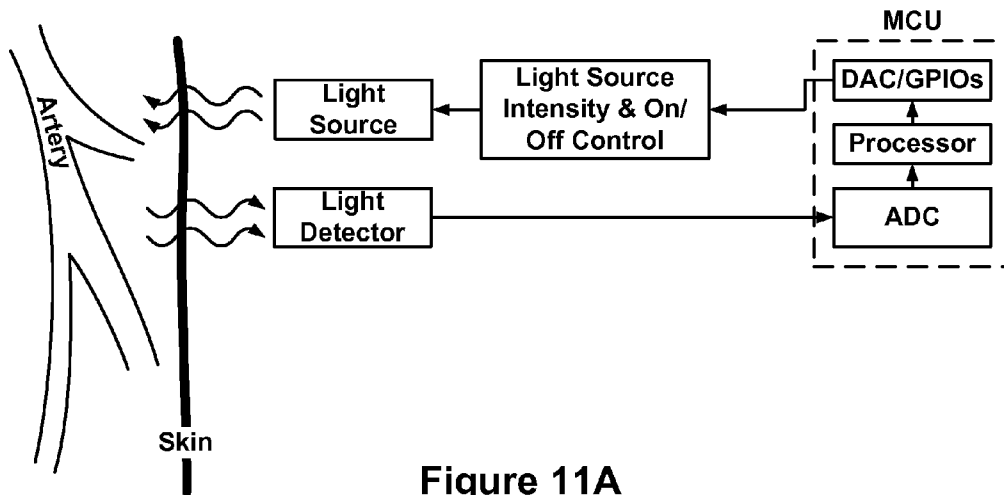 MCU
Artery
Light
Source
Light Source
Intensity & On/
Off Control
DAC/GPIOs
Processor
ADC
Light
Detector
Skin
Figure 11A